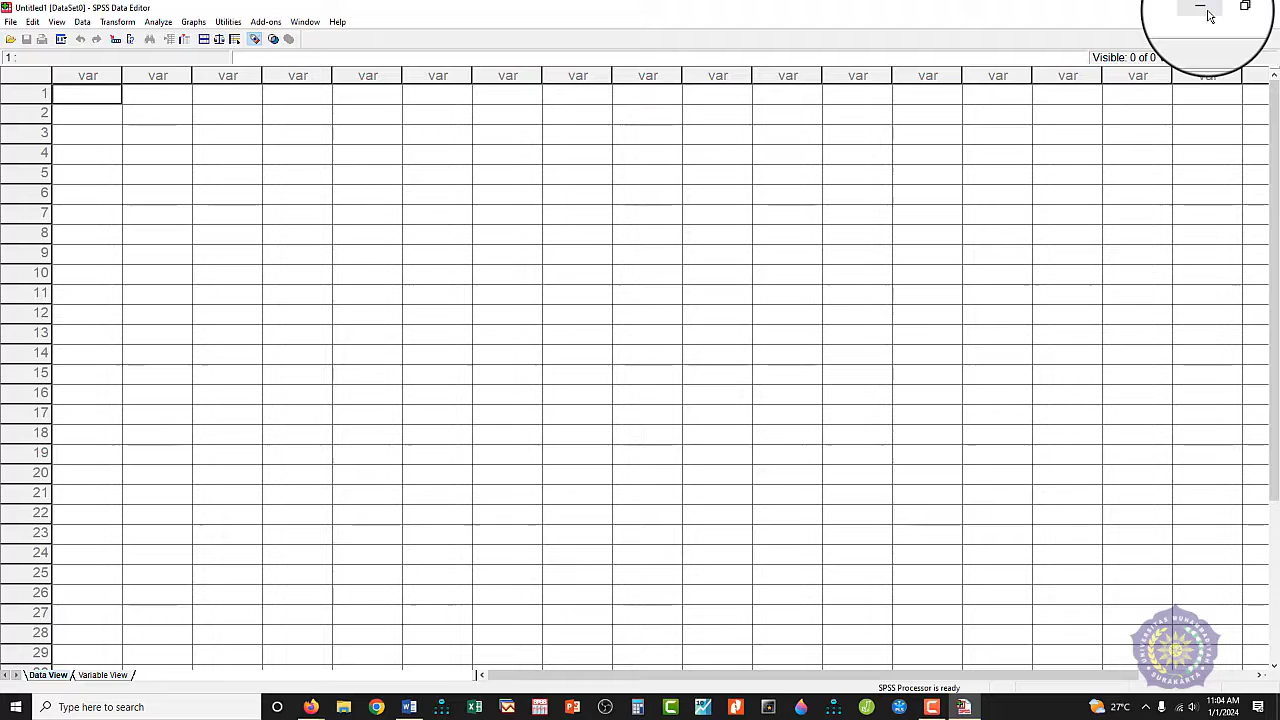 Untitled1 [DataSet0] - SPSS Data Editor
File Edit View Data Transform Analyze Graphs Utilities Add-ons Window Help
1 :
Visible: 0 of 0
var var var var var var var var var var var var var var var var var
1
2
3
4
5
6
7
8
9
10
11
12
13
14
15
16
17
18
19
20
21
22
23
24
25
26
27
28
29
Data View Variable View
SPSS Processor is ready
UNIVERSITAS MUHAMMADIYAH
SURAKARTA
Type here to search
27°C
11:04 AM
1/1/2024